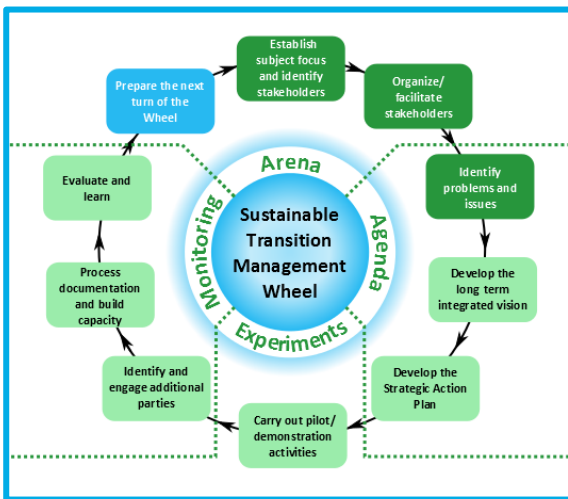 Establish
subject focus
and identify
stakeholders
Organize/
facilitate
stakeholders
Identify
problems and
issues
Develop the
long term
integrated vision
Develop the
Strategic Action
Plan
Carry out pilot/
demonstration
activities
Identify and
engage additional
parties
Process
documentation
and build
capacity
Evaluate and
learn
Prepare the next
turn of the
Wheel
Arena
Agenda
Experiments
Monitoring
Sustainable
Transition
Management
Wheel